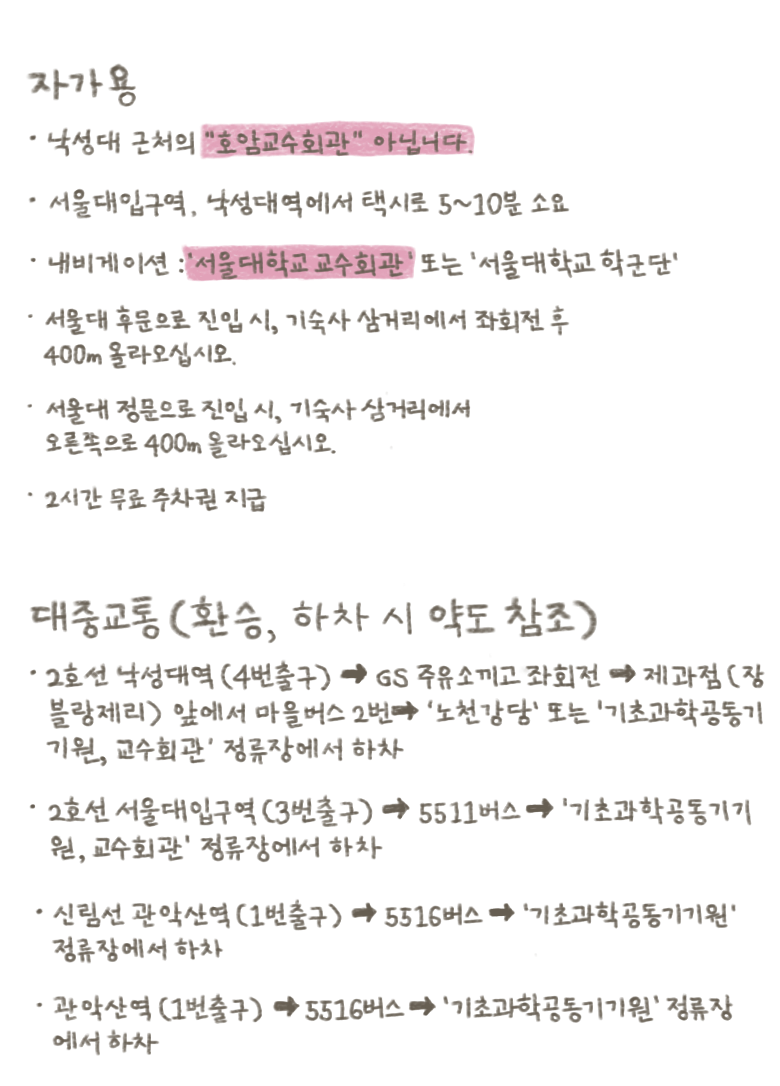 자가용
· 낙성대 근처의 "호암교수회관" 아닙니다.
· 서울대입구역, 낙성대역에서 택시로 5~10분 소요
· 내비게이션 : '서울대학교 교수회관' 또는 '서울대학교 학군단'
· 서울대 후문으로 진입 시, 기숙사 삼거리에서 좌회전 후
400m 올라오십시오.
· 서울대 정문으로 진입 시, 기숙사 삼거리에서
오른쪽으로 400m 올라오십시오.
· 2시간 무료 주차권 지급
대중교통 (환승, 하차 시 약도 참조)
· 2호선 낙성대역 (4번출구) ➡ GS 주유소끼고 좌회전 ➡ 제과점 (장
블랑제리) 앞에서 마을버스 2번➡ '노천강당' 또는 '기초과학공동기
기원, 교수회관' 정류장에서 하차
· 2호선 서울대입구역 (3번출구) ➡ 5511버스 ➡ '기초과학공동기기
원, 교수회관' 정류장에서 하차
· 신림선 관악산역 (1번출구) ➡ 5516버스 ➡ '기초과학공동기기원'
정류장에서 하차
· 관악산역 (1번출구) ➡ 5516버스 ➡ '기초과학공동기기원' 정류장
에서 하차